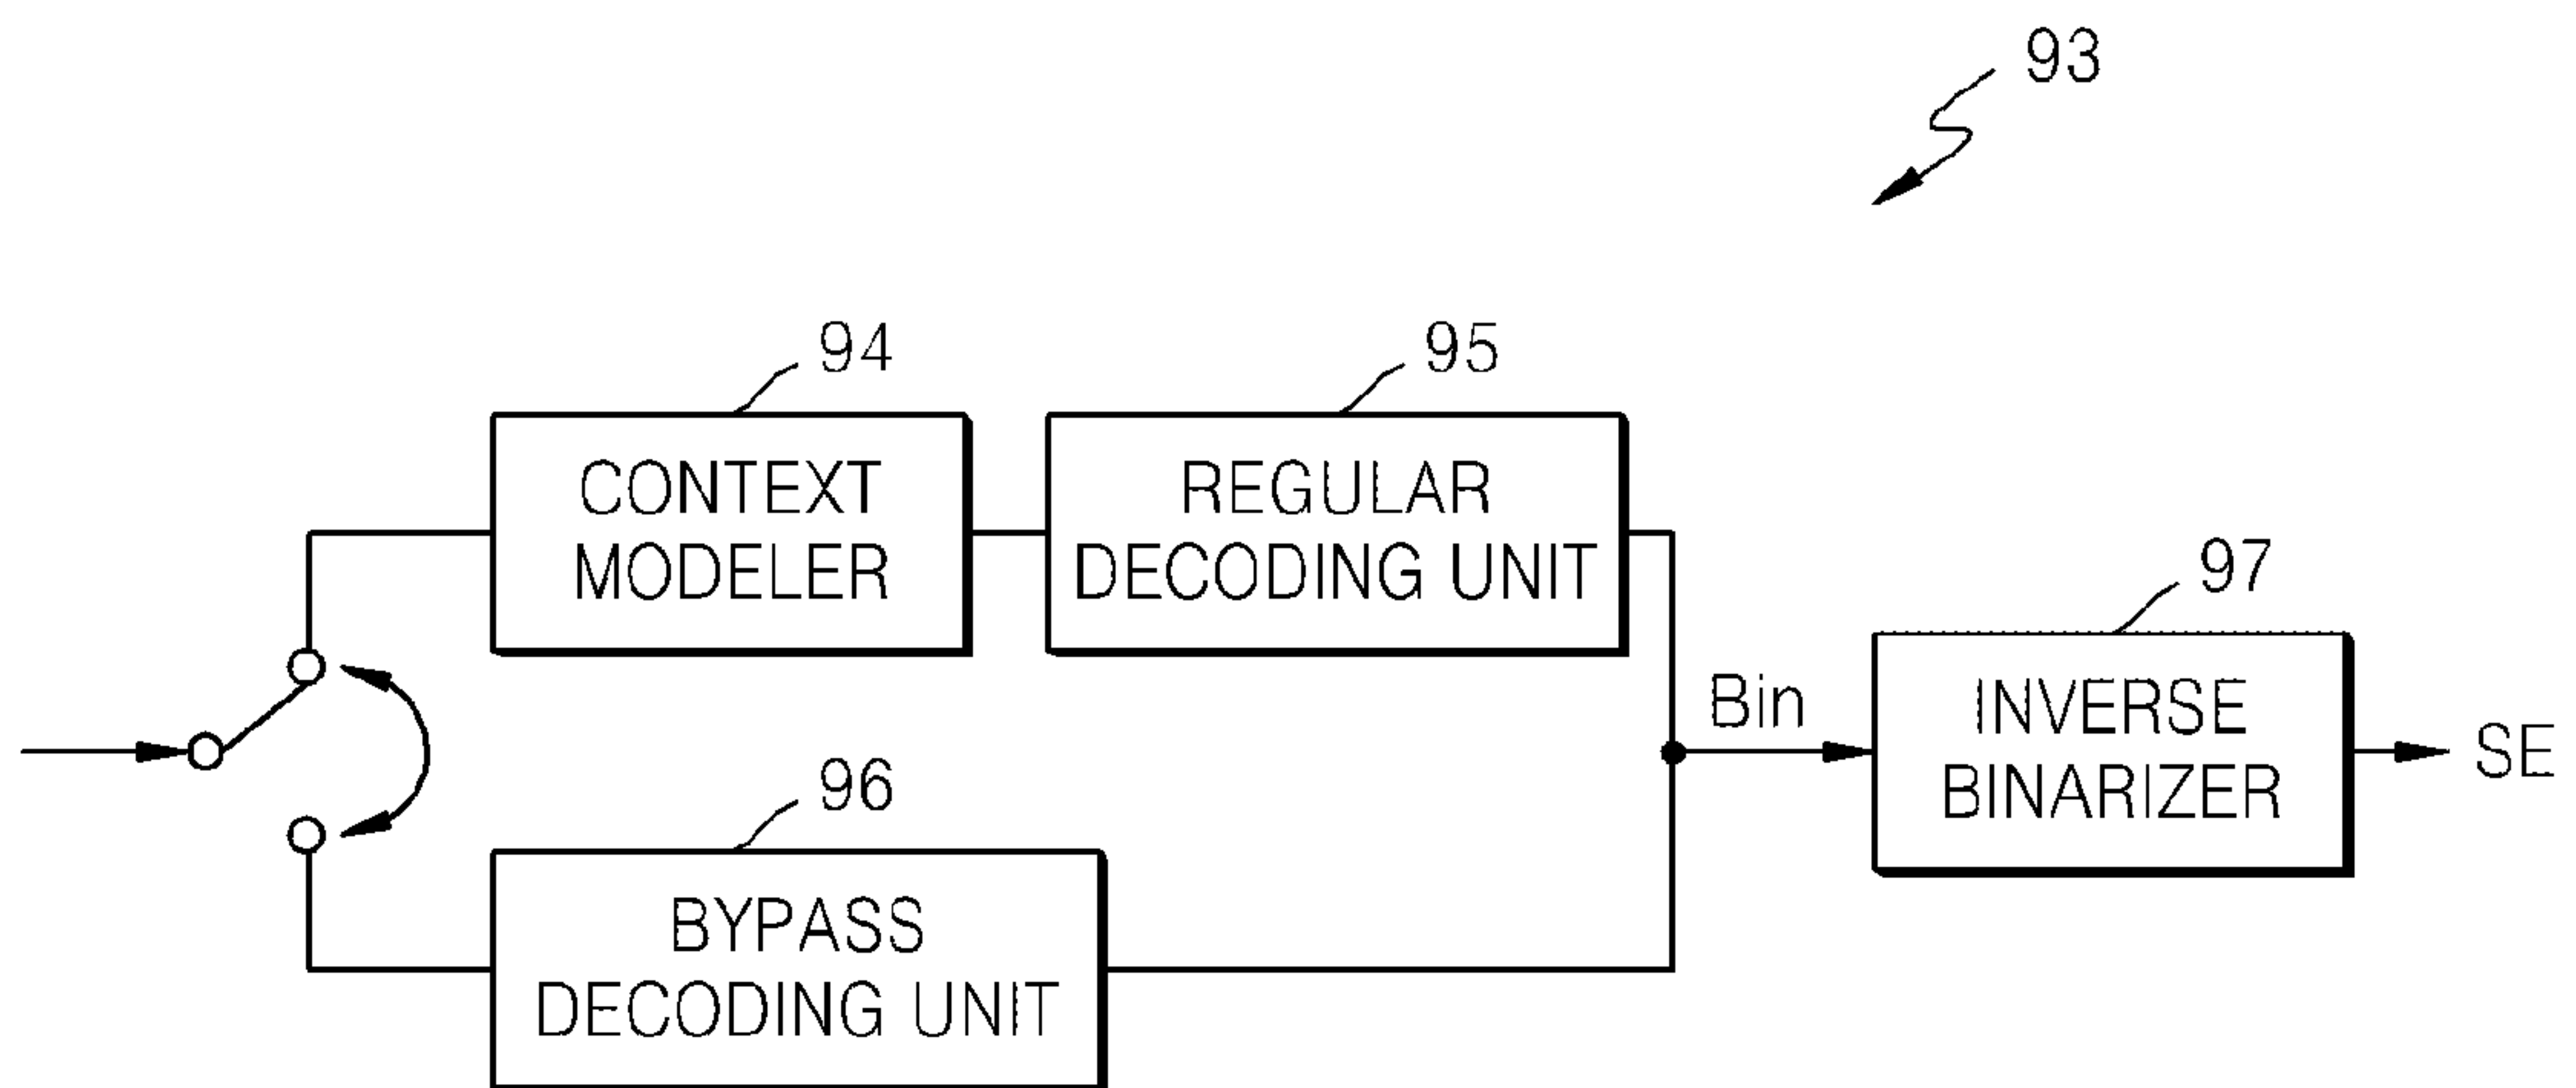 93
94
95
CONTEXT
MODELER
REGULAR
DECODING UNIT
97
Bin
INVERSE
BINARIZER
SE
96
BYPASS
DECODING UNIT